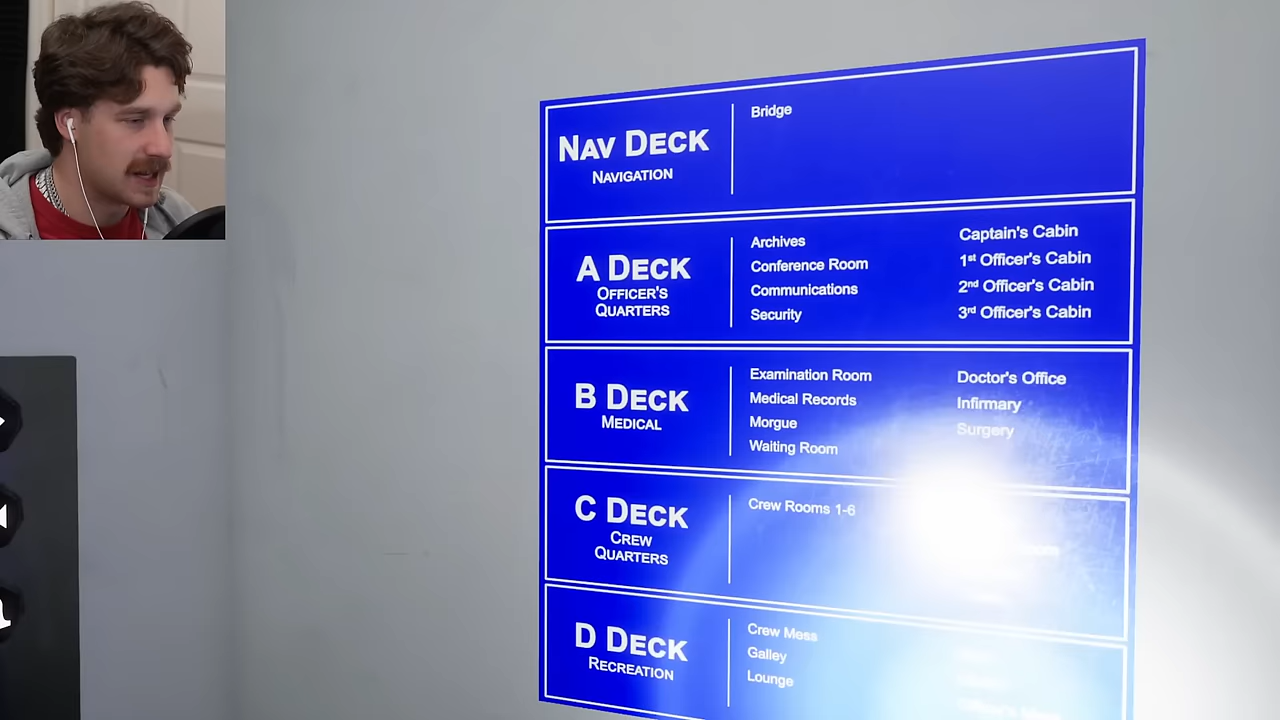 Nav Deck
Navigation
Bridge
A Deck
Officer's
Quarters
Archives
Conference Room
Communications
Security
Captain's Cabin
1st Officer's Cabin
2nd Officer's Cabin
3rd Officer's Cabin
B Deck
Medical
Examination Room
Medical Records
Morgue
Waiting Room
Doctor's Office
Infirmary
Surgery
C Deck
Crew
Quarters
Crew Rooms 1-6
D Deck
Recreation
Crew Mess
Galley
Lounge